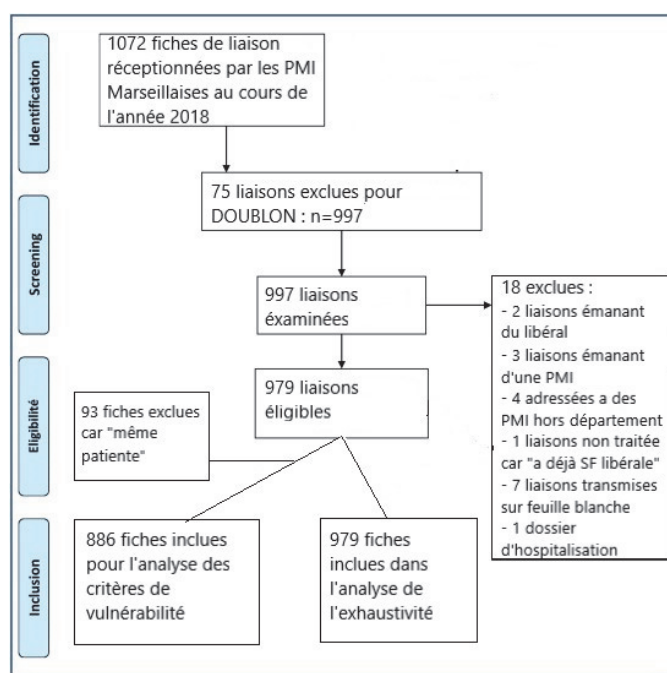 Identification
1072 fiches de liaison
réceptionnées par les PMI
Marseillaises au cours de
l'année 2018
75 liaisons exclues pour
DOUBLON : n=997
Screening
997 liaisons
éxaminées
18 exclues :
- 2 liaisons émanant
du libéral
- 3 liaisons émanant
d'une PMI
- 4 adressées a des
PMI hors département
- 1 liaisons non traitée
car "a déjà SF libérale"
- 7 liaisons transmises
sur feuille blanche
- 1 dossier
d'hospitalisation
Eligibilité
979 liaisons
éligibles
93 fiches exclues
car "même
patiente"
Inclusion
886 fiches inclues
pour l'analyse des
critères de
vulnérabilité
979 fiches
inclues dans
l'analyse de
l'exhaustivité